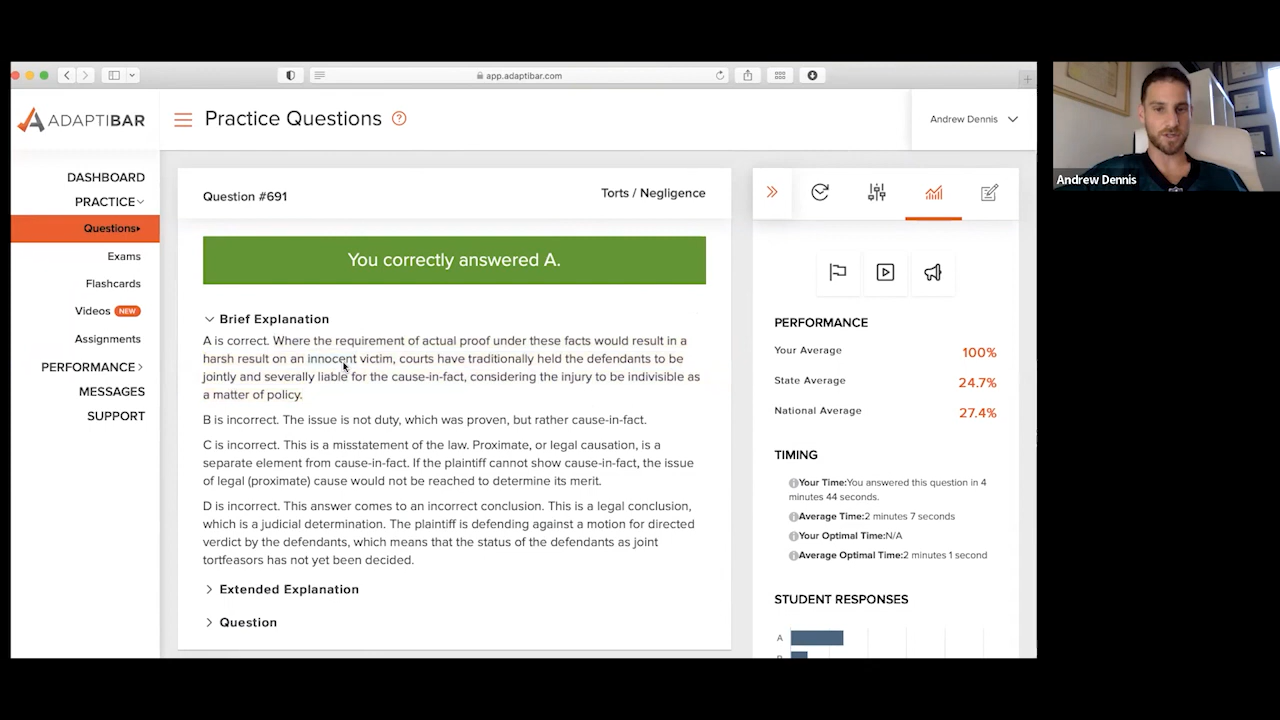 app.adaptibar.com
ADAPTIBAR
Practice Questions ?
Andrew Dennis
Andrew Dennis
DASHBOARD
PRACTICE
Questions
Exams
Flashcards
Videos NEW
Assignments
PERFORMANCE
MESSAGES
SUPPORT
Question #691
Torts / Negligence
You correctly answered A.
Brief Explanation
A is correct. Where the requirement of actual proof under these facts would result in a
harsh result on an innocent victim, courts have traditionally held the defendants to be
jointly and severally liable for the cause-in-fact, considering the injury to be indivisible as
a matter of policy.
B is incorrect. The issue is not duty, which was proven, but rather cause-in-fact.
C is incorrect. This is a misstatement of the law. Proximate, or legal causation, is a
separate element from cause-in-fact. If the plaintiff cannot show cause-in-fact, the issue
of legal (proximate) cause would not be reached to determine its merit.
D is incorrect. This answer comes to an incorrect conclusion. This is a legal conclusion,
which is a judicial determination. The plaintiff is defending against a motion for directed
verdict by the defendants, which means that the status of the defendants as joint
tortfeasors has not yet been decided.
Extended Explanation
Question
PERFORMANCE
Your Average 100%
State Average 24.7%
National Average 27.4%
TIMING
Your Time:You answered this question in 4
minutes 44 seconds.
Average Time:2 minutes 7 seconds
Your Optimal Time:N/A
Average Optimal Time:2 minutes 1 second
STUDENT RESPONSES
A